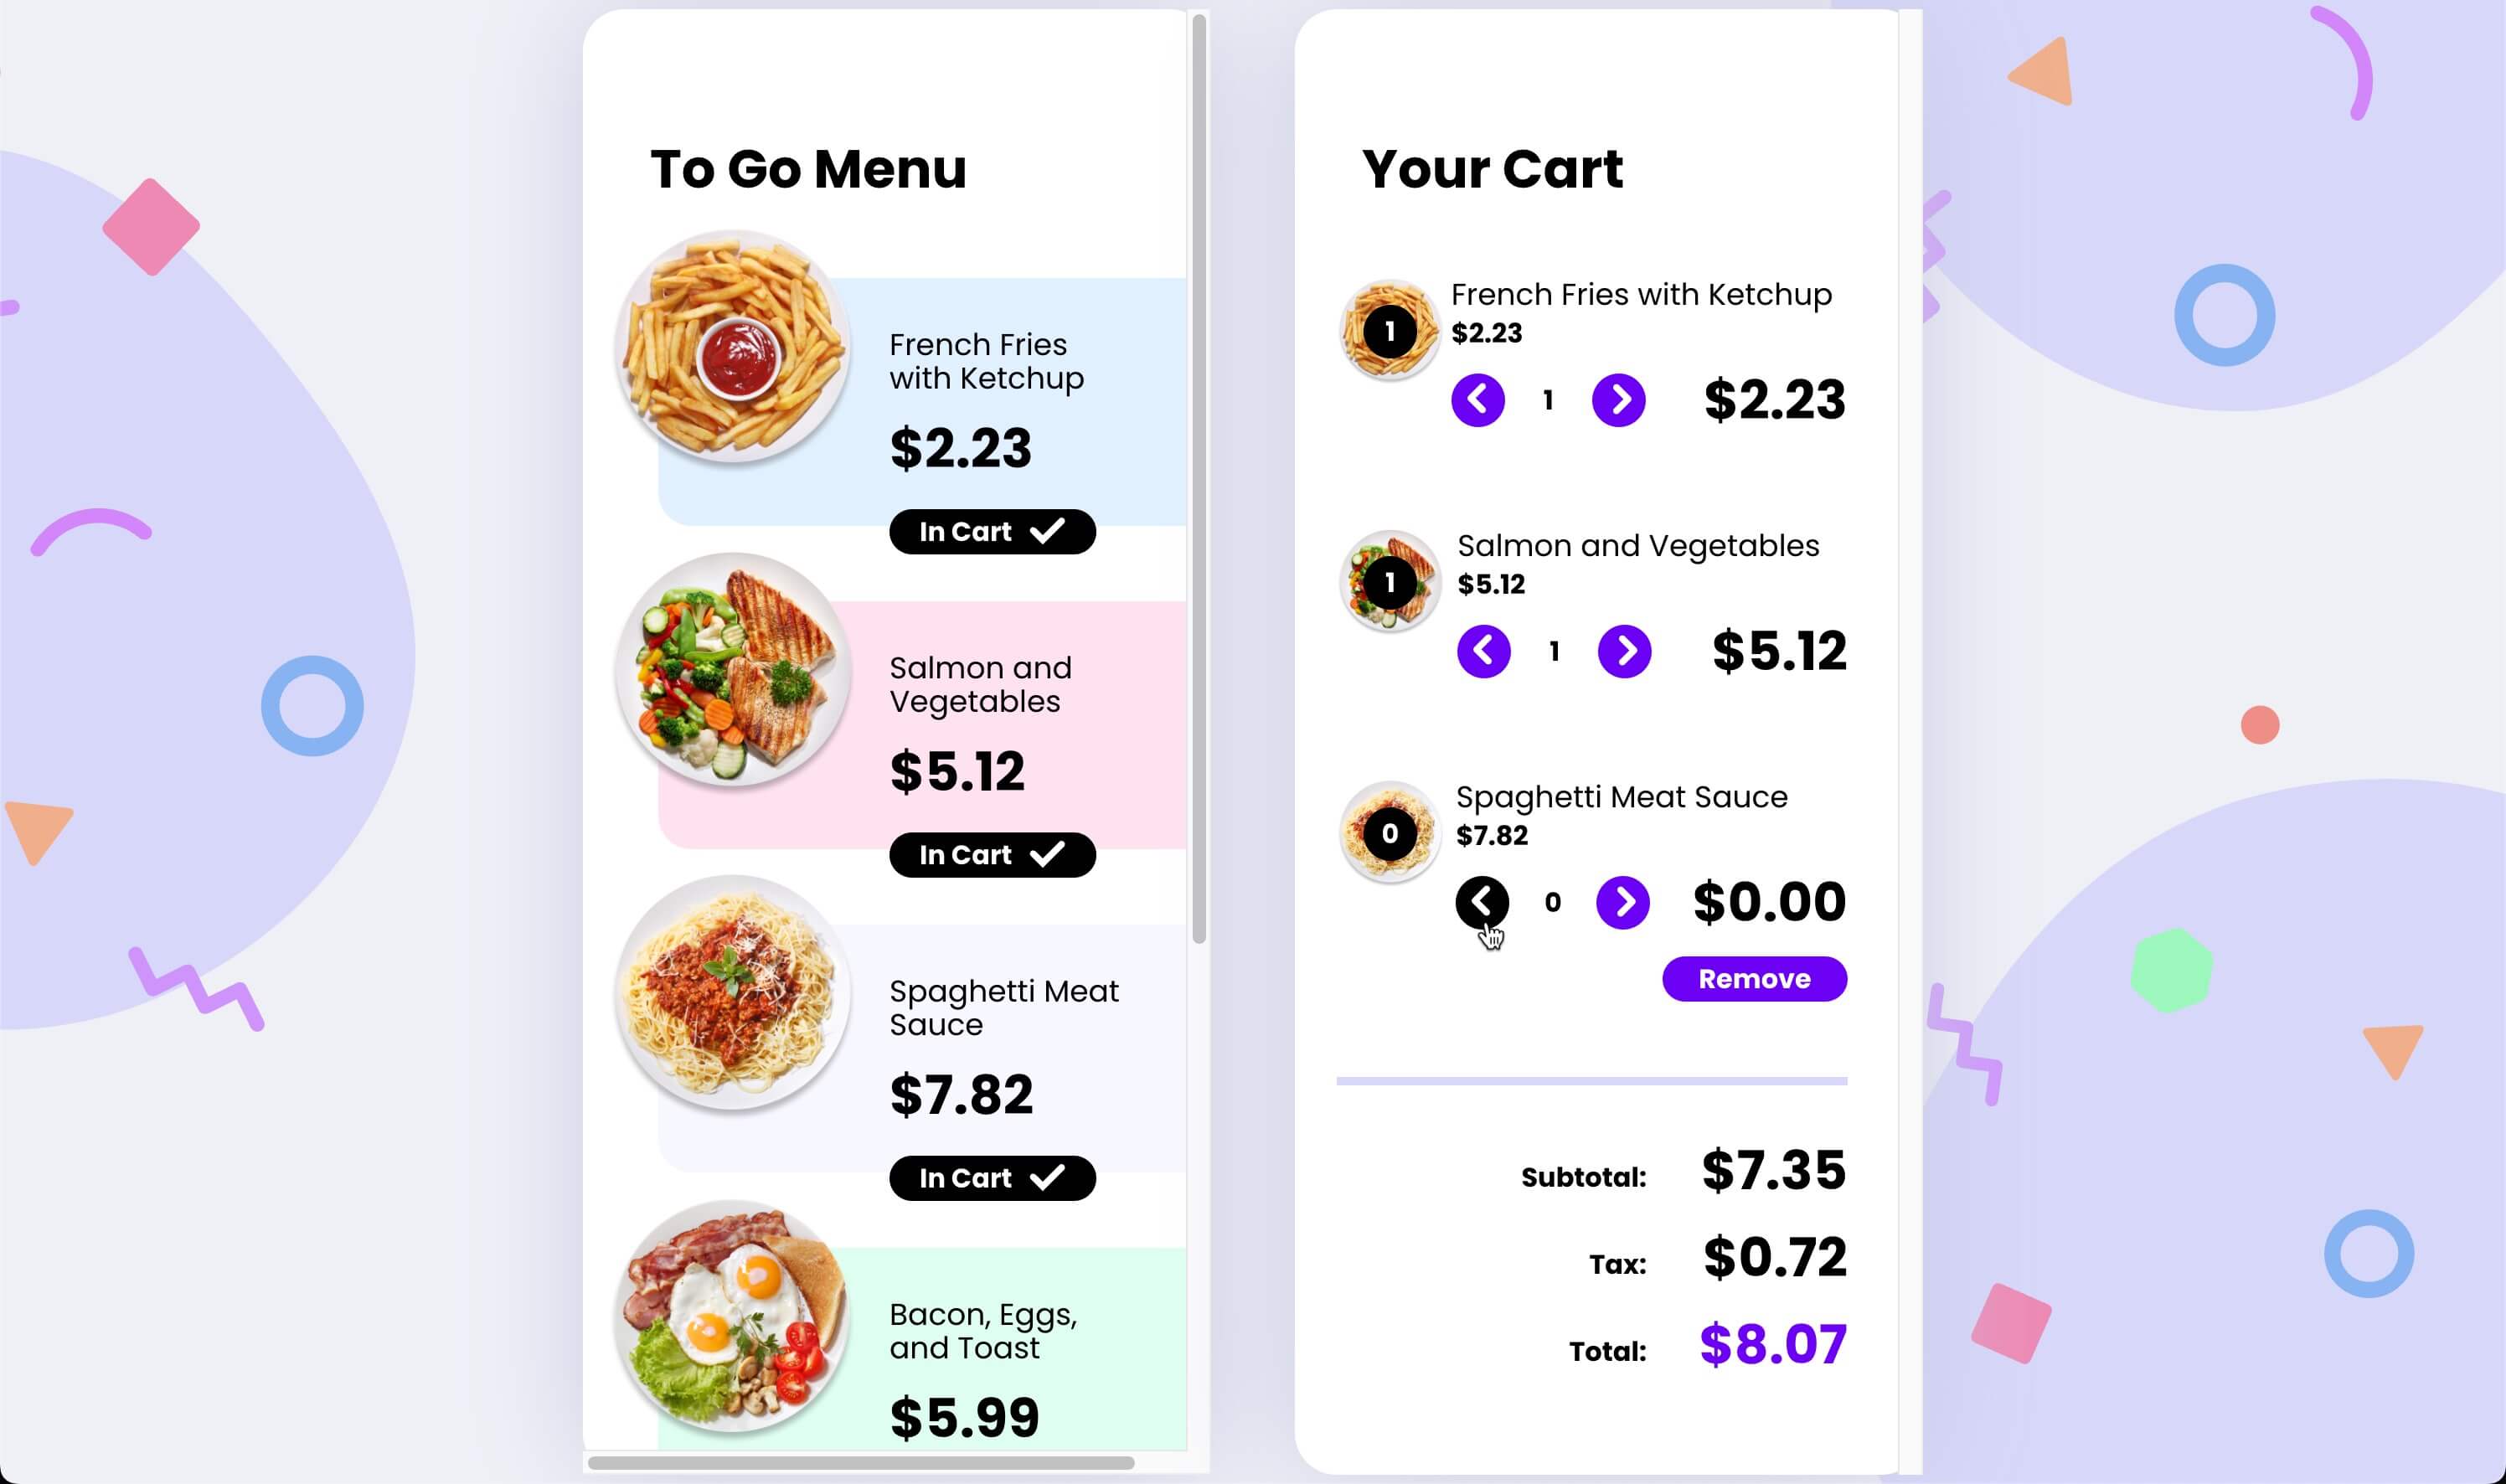 To Go Menu
French Fries
with Ketchup
$2.23
In Cart
Salmon and
Vegetables
$5.12
In Cart
Spaghetti Meat
Sauce
$7.82
In Cart
Bacon, Eggs,
and Toast
$5.99
Your Cart
1
French Fries with Ketchup
$2.23
1 $2.23
1
Salmon and Vegetables
$5.12
1 $5.12
0
Spaghetti Meat Sauce
$7.82
0 $0.00
Remove
Subtotal: $7.35
Tax: $0.72
Total: $8.07